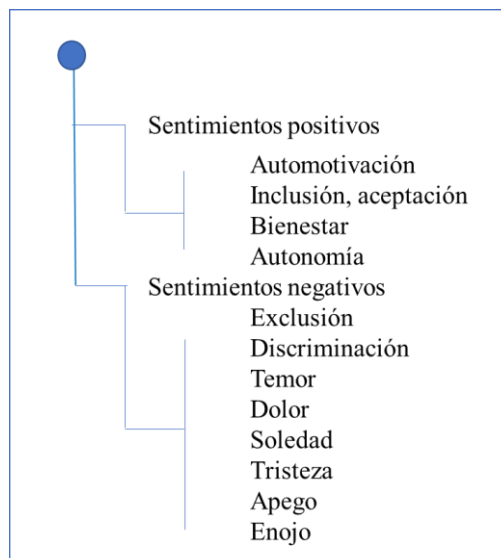 Sentimientos positivos
Automotivación
Inclusión, aceptación
Bienestar
Autonomía
Sentimientos negativos
Exclusión
Discriminación
Temor
Dolor
Soledad
Tristeza
Apego
Enojo